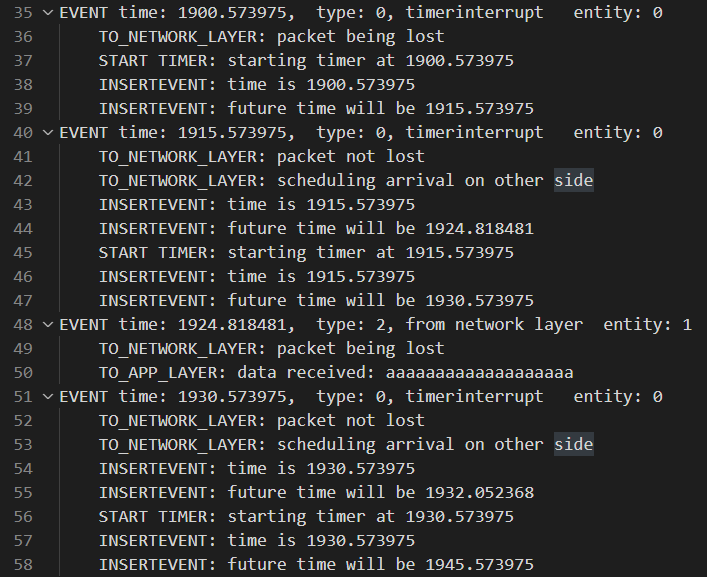 35 EVENT time: 1900.573975,  type: 0, timerinterrupt   entity: 0
36     TO_NETWORK_LAYER: packet being lost
37     START TIMER: starting timer at 1900.573975
38     INSERTEVENT: time is 1900.573975
39     INSERTEVENT: future time will be 1915.573975
40 EVENT time: 1915.573975,  type: 0, timerinterrupt   entity: 0
41     TO_NETWORK_LAYER: packet not lost
42     TO_NETWORK_LAYER: scheduling arrival on other side
43     INSERTEVENT: time is 1915.573975
44     INSERTEVENT: future time will be 1924.818481
45     START TIMER: starting timer at 1915.573975
46     INSERTEVENT: time is 1915.573975
47     INSERTEVENT: future time will be 1930.573975
48 EVENT time: 1924.818481,  type: 2, from network layer  entity: 1
49     TO_NETWORK_LAYER: packet being lost
50     TO_APP_LAYER: data received: aaaaaaaaaaaaaaaaaaa
51 EVENT time: 1930.573975,  type: 0, timerinterrupt   entity: 0
52     TO_NETWORK_LAYER: packet not lost
53     TO_NETWORK_LAYER: scheduling arrival on other side
54     INSERTEVENT: time is 1930.573975
55     INSERTEVENT: future time will be 1932.052368
56     START TIMER: starting timer at 1930.573975
57     INSERTEVENT: time is 1930.573975
58     INSERTEVENT: future time will be 1945.573975